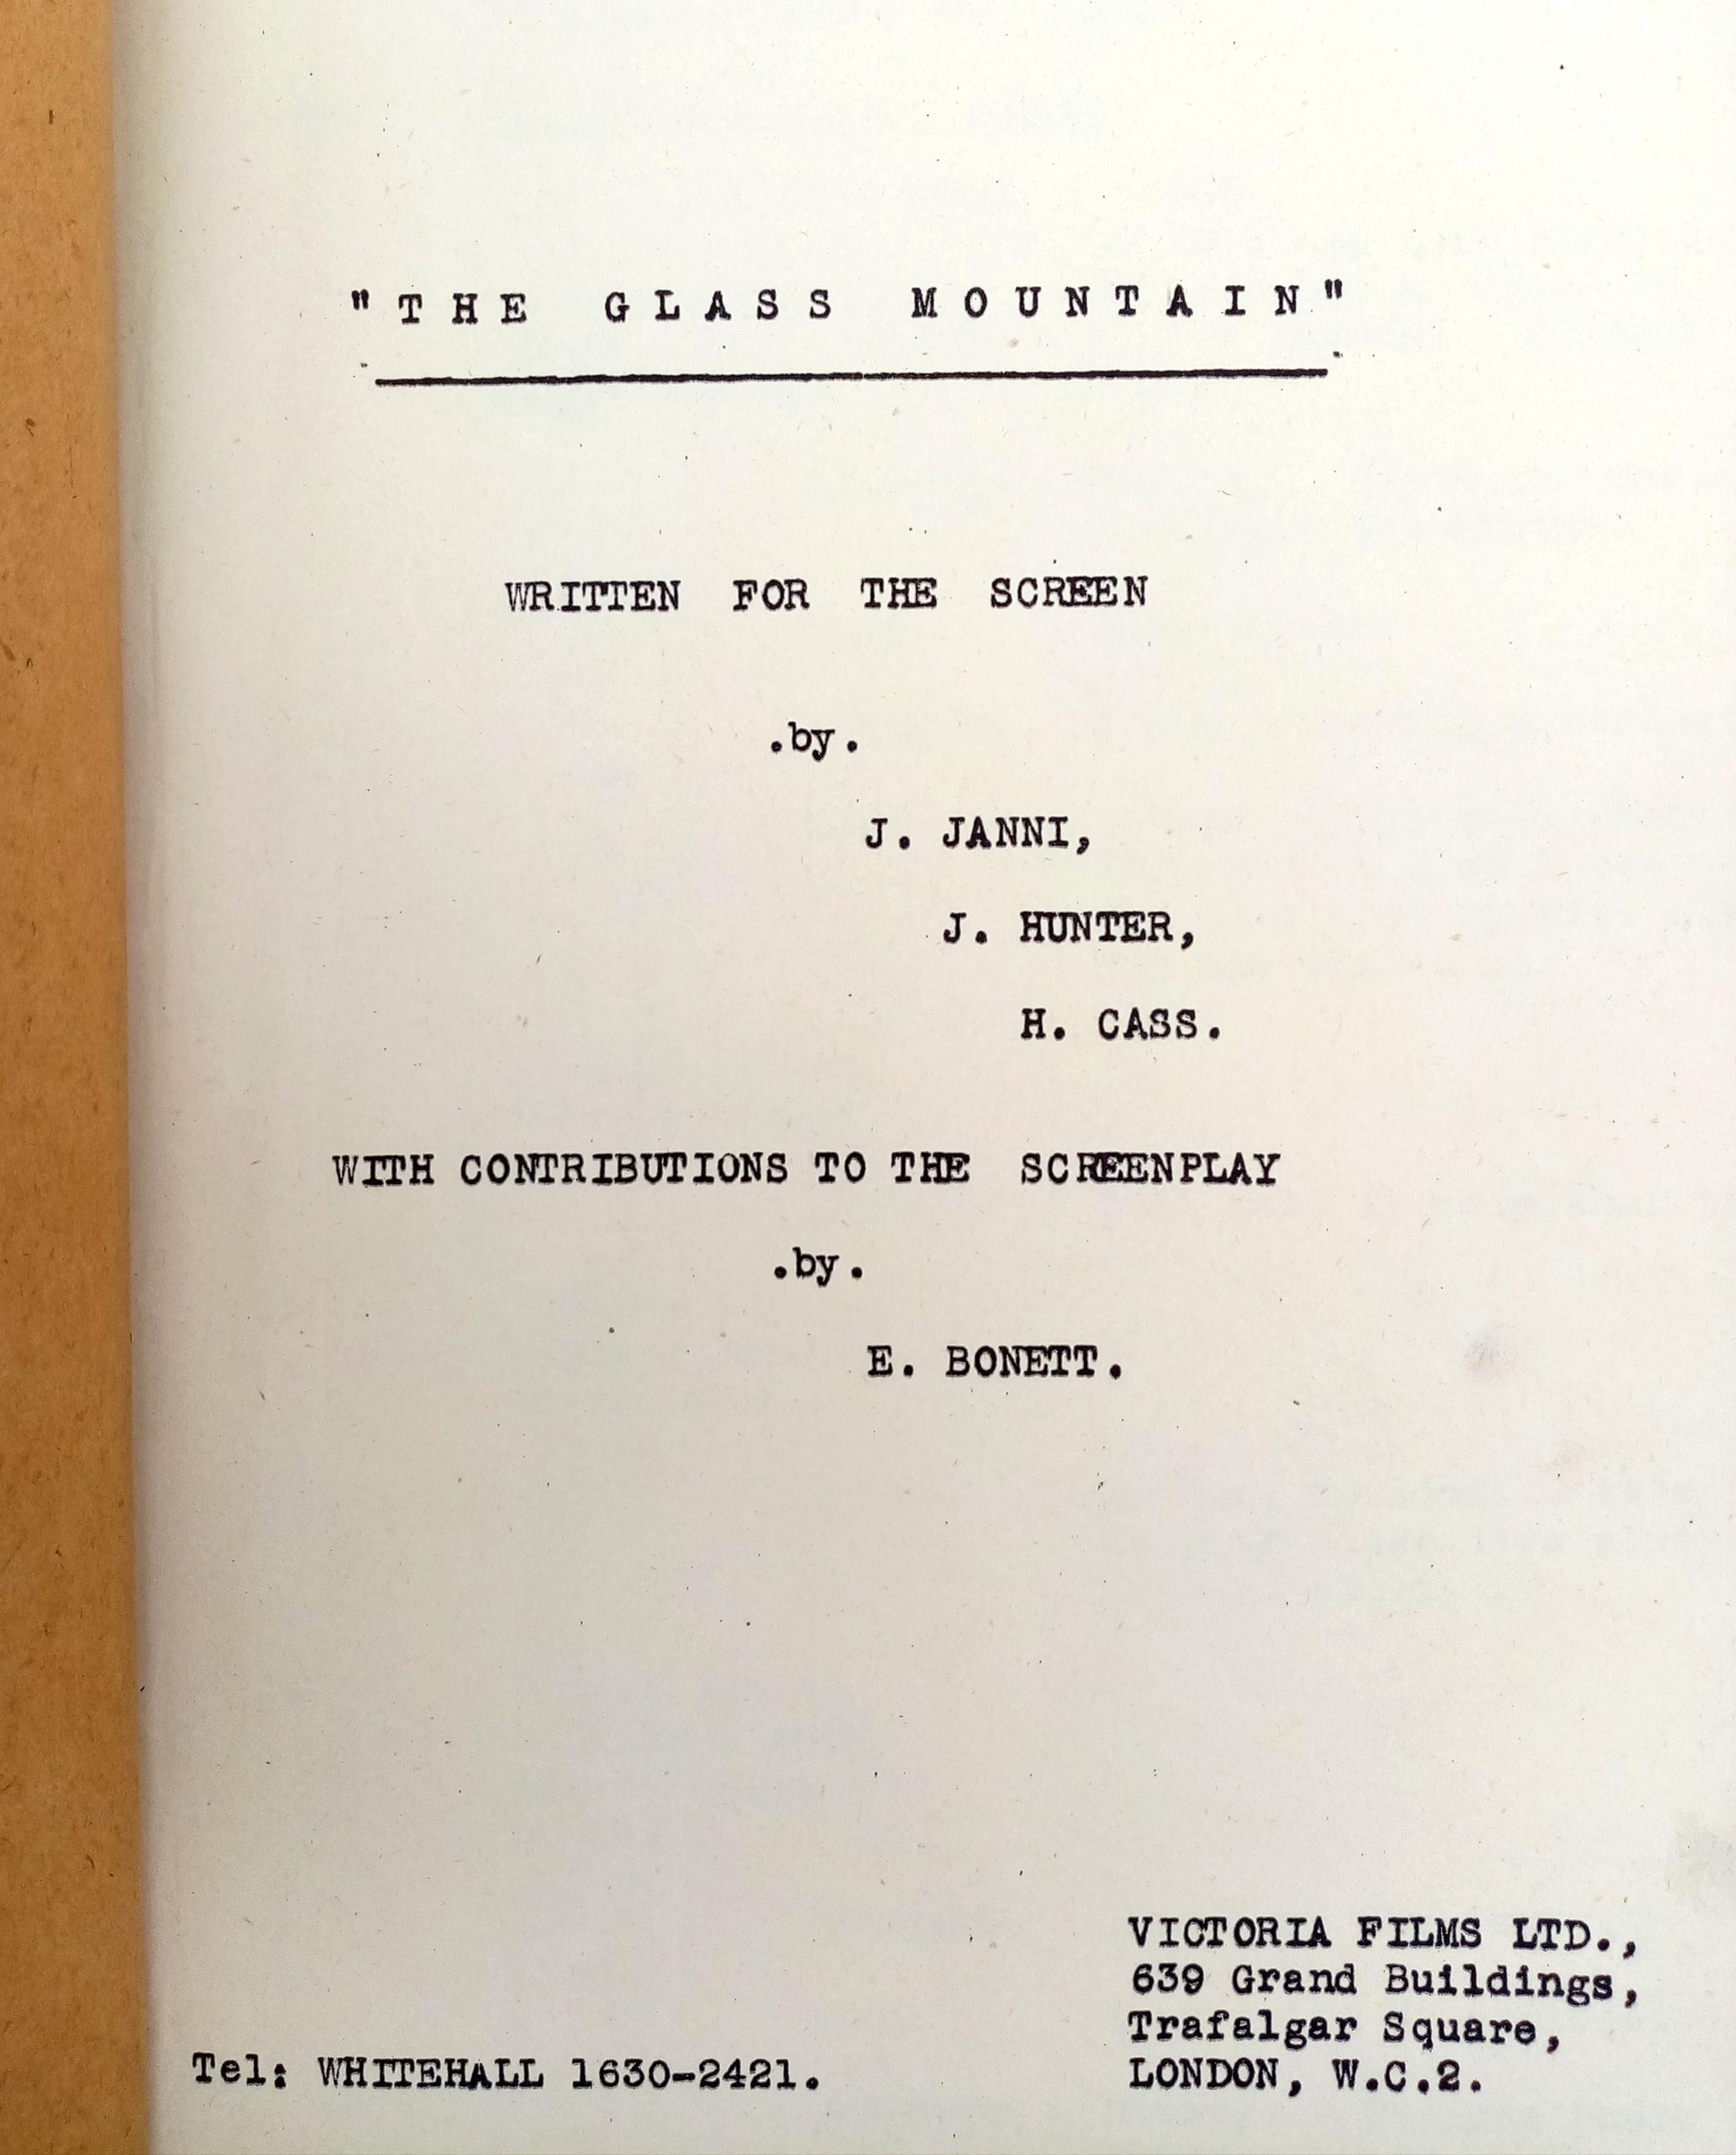 "THE GLASS MOUNTAIN"
WRITTEN FOR THE SCREEN
.by.
J. JANNI,
J. HUNTER,
H. CASS.
WITH CONTRIBUTIONS TO THE SCREENPLAY
.by.
E. BONETT.
VICTORIA FILMS LTD.,
639 Grand Buildings,
Trafalgar Square,
LONDON, W.C.2.
Tel: WHITEHALL 1630-2421.